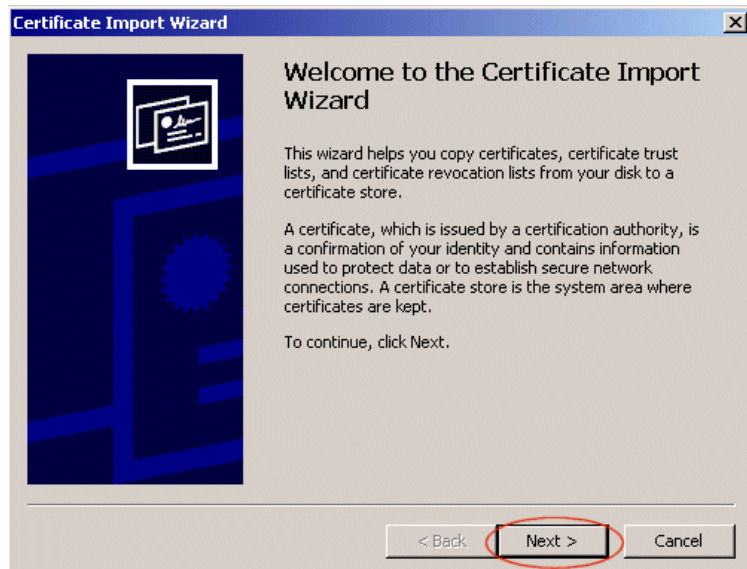 Certificate Import Wizard
Welcome to the Certificate Import
Wizard
This wizard helps you copy certificates, certificate trust
lists, and certificate revocation lists from your disk to a
certificate store.
A certificate, which is issued by a certification authority, is
a confirmation of your identity and contains information
used to protect data or to establish secure network
connections. A certificate store is the system area where
certificates are kept.
To continue, click Next.
< Back Next > Cancel